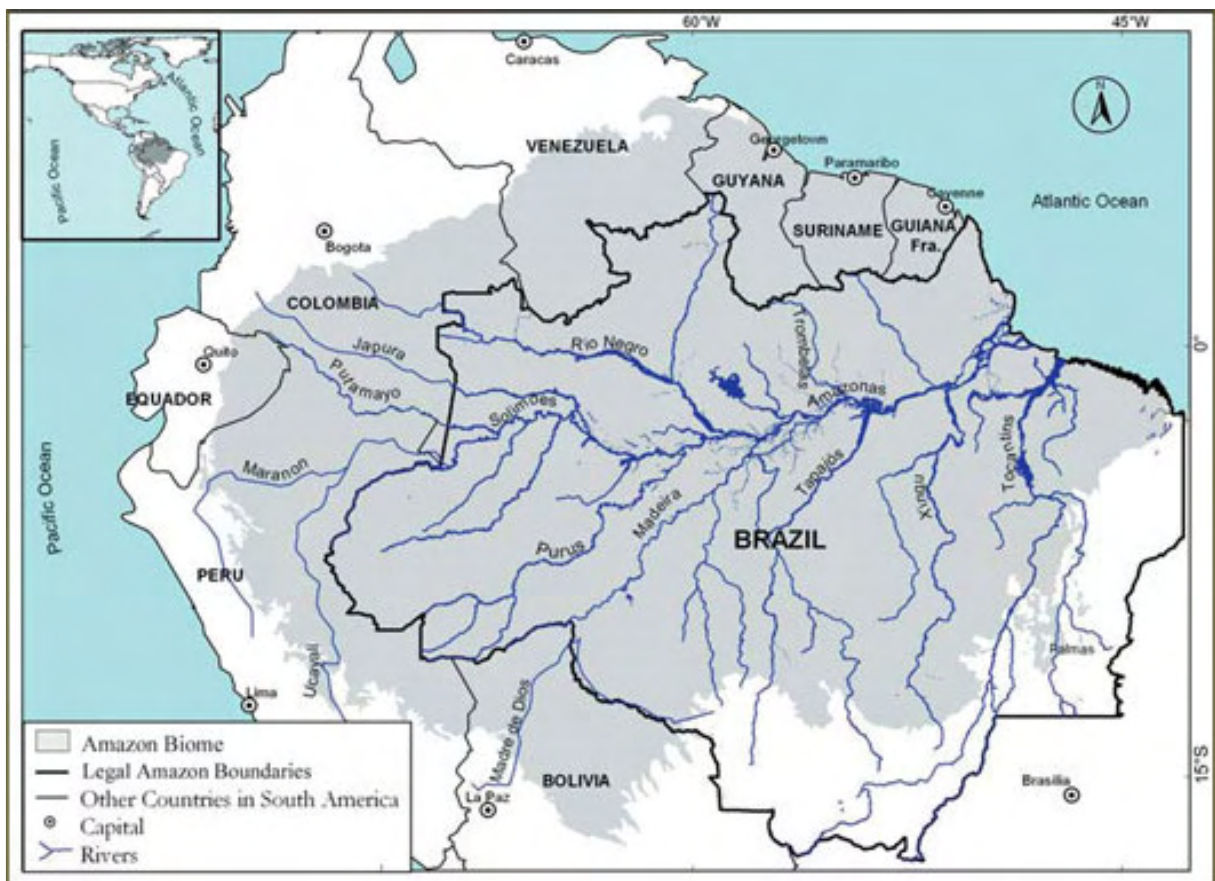 60°W
45°W
Caracas
N
Atlantic Ocean
Pacific Ocean
Pacific Ocean
VENEZUELA
Georgetown
Paramaribo
GUYANA
Cayenne
Atlantic Ocean
SURINAME
GUIANA
Fra.
Bogota
COLOMBIA
Rio Negro
Trombetas
0°
Japura
Quito
Putamayo
EQUADOR
Solimões
Amazonas
Maranon
Tapajós
Xingu
Tocantins
Madeira
BRAZIL
Pacific Ocean
Purus
PERU
Palmas
Ucayali
Lima
Madre de Dios
15°S
BOLIVIA
La Paz
Brasilia
Amazon Biome
Legal Amazon Boundaries
Other Countries in South America
Capital
Rivers